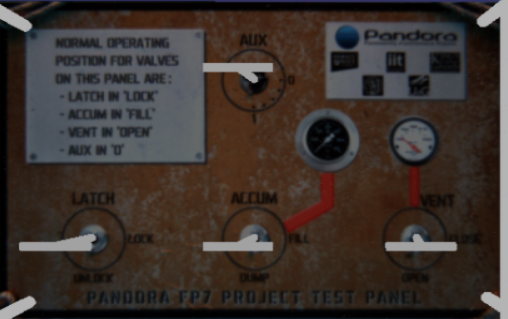 NORMAL OPERATING
POSITION FOR VALVES
ON THIS PANEL ARE:
- LATCH IN 'LOCK'
- ACCUM IN 'FILL'
- VENT IN 'OPEN'
- AUX IN '0'
AUX
0
1
Pandora
LATCH
LOCK
UNLOCK
ACCUM
FILL
DUMP
VENT
CLOSE
OPEN
PANDORA FP7 PROJECT TEST PANEL